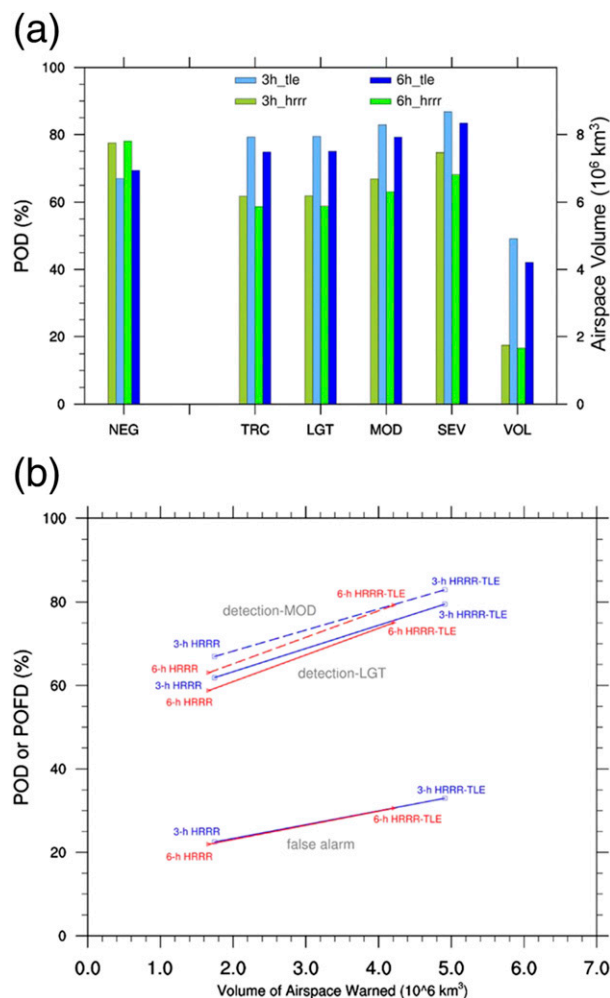 (a)
3h_tle 6h_tle
3h_hrrr 6h_hrrr
POD (%)
100
80
60
40
20
0
8
6
4
2
0
Airspace Volume (10⁶ km³)
NEG TRC LGT MOD SEV VOL
(b)
POD or POFD (%)
100
80
60
40
20
0
6-h HRRR-TLE
3-h HRRR-TLE
detection-MOD
3-h HRRR-TLE
3-h HRRR
6-h HRRR-TLE
6-h HRRR
detection-LGT
3-h HRRR
6-h HRRR
3-h HRRR-TLE
3-h HRRR
6-h HRRR-TLE
false alarm
6-h HRRR
0.0 1.0 2.0 3.0 4.0 5.0 6.0 7.0
Volume of Airspace Warned (10^6 km³)